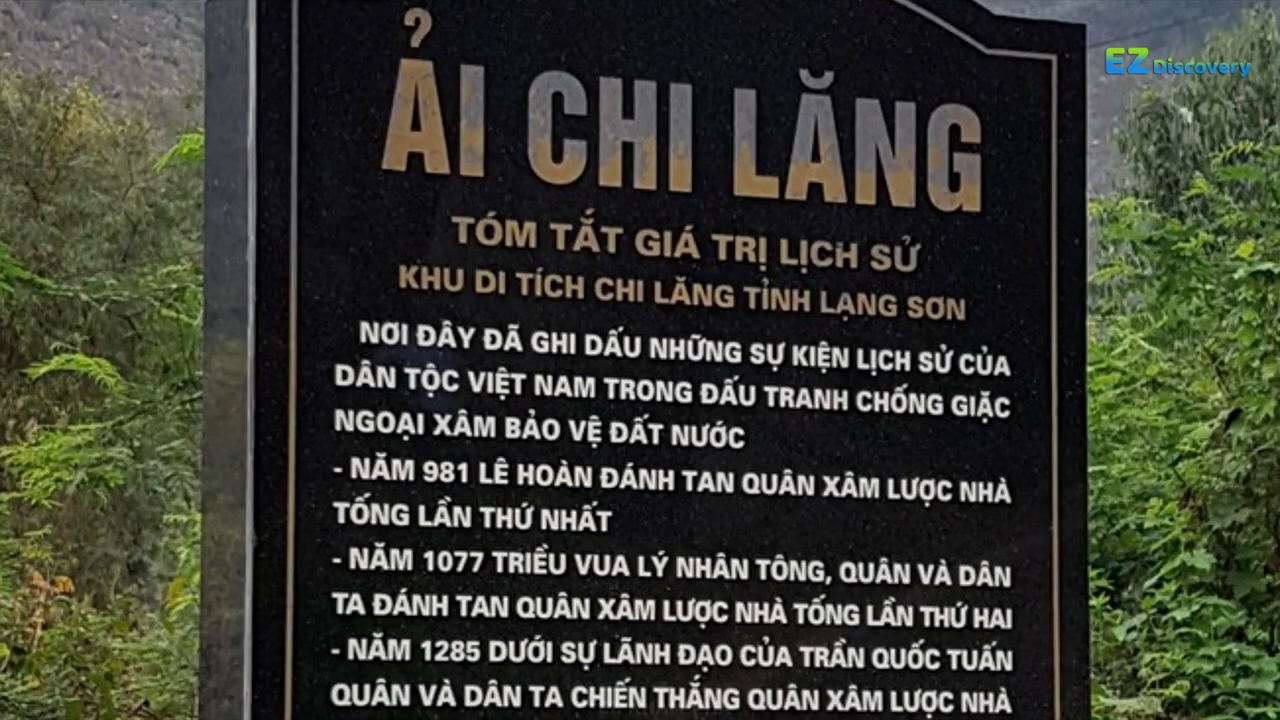 EZ Discovery
ẢI CHI LĂNG
TÓM TẮT GIÁ TRỊ LỊCH SỬ
KHU DI TÍCH CHI LĂNG TỈNH LẠNG SƠN
NƠI ĐÂY ĐÃ GHI DẤU NHỮNG SỰ KIỆN LỊCH SỬ CỦA
DÂN TỘC VIỆT NAM TRONG ĐẤU TRANH CHỐNG GIẶC
NGOẠI XÂM BẢO VỆ ĐẤT NƯỚC
- NĂM 981 LÊ HOÀN ĐÁNH TAN QUÂN XÂM LƯỢC NHÀ
TỐNG LẦN THỨ NHẤT
- NĂM 1077 TRIỀU VUA LÝ NHÂN TÔNG, QUÂN VÀ DÂN
TA ĐÁNH TAN QUÂN XÂM LƯỢC NHÀ TỐNG LẦN THỨ HAI
- NĂM 1285 DƯỚI SỰ LÃNH ĐẠO CỦA TRẦN QUỐC TUẤN
QUÂN VÀ DÂN TA CHIẾN THẮNG QUÂN XÂM LƯỢC NHÀ